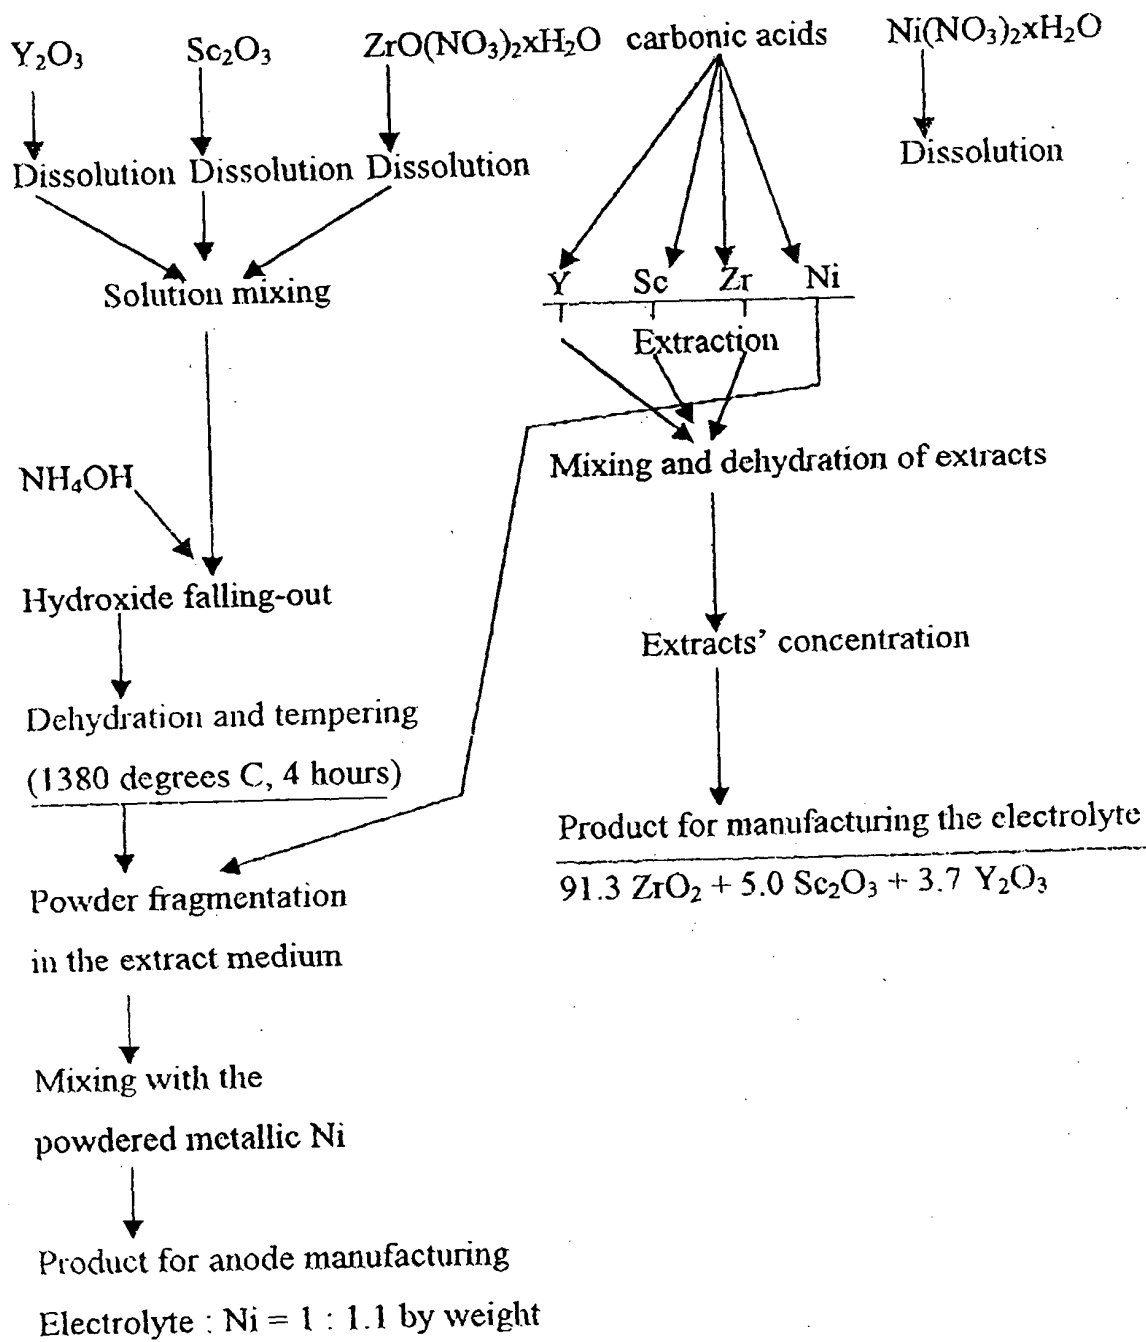 Y₂O₃ Sc₂O₃ ZrO(NO₃)₂xH₂O carbonic acids Ni(NO₃)₂xH₂O
Dissolution Dissolution Dissolution Dissolution
Solution mixing
Y Sc Zr Ni
Extraction
Mixing and dehydration of extracts
NH₄OH
Hydroxide falling-out
Extracts' concentration
Dehydration and tempering
(1380 degrees C, 4 hours)
Product for manufacturing the electrolyte
91.3 ZrO₂ + 5.0 Sc₂O₃ + 3.7 Y₂O₃
Powder fragmentation
in the extract medium
Mixing with the
powdered metallic Ni
Product for anode manufacturing
Electrolyte : Ni = 1 : 1.1 by weight